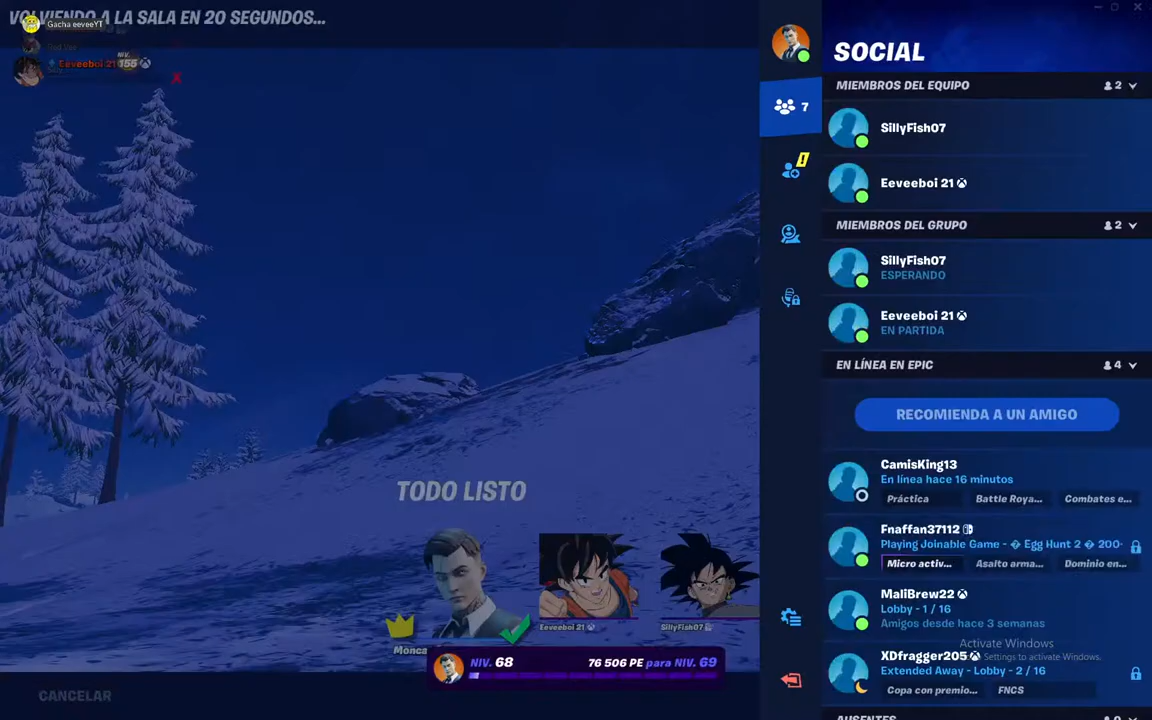 VOLVIENDO A LA SALA EN 20 SEGUNDOS...
Gacha eeveeYT
Eeveeboi 21
NIV.
155
X
TODO LISTO
Eeveeboi 21
SillyFish07
NIV. 68
76 506 PE para NIV. 69
CANCELAR
7
SOCIAL
MIEMBROS DEL EQUIPO
2
SillyFish07
Eeveeboi 21
MIEMBROS DEL GRUPO
2
SillyFish07
ESPERANDO
Eeveeboi 21
EN PARTIDA
EN LÍNEA EN EPIC
4
RECOMIENDA A UN AMIGO
CamisKing13
En línea hace 16 minutos
Práctica Battle Roya... Combates e...
Fnaffan37112
Playing Joinable Game - � Egg Hunt 2 � 200-
Micro activ... Asalto arma... Dominio en...
MaliBrew22
Lobby - 1 / 16
Amigos desde hace 3 semanas
Activate Windows
XDfragger205
Settings to activate Windows.
Extended Away - Lobby - 2 / 16
Copa con premio... FNCS
AUSENTES